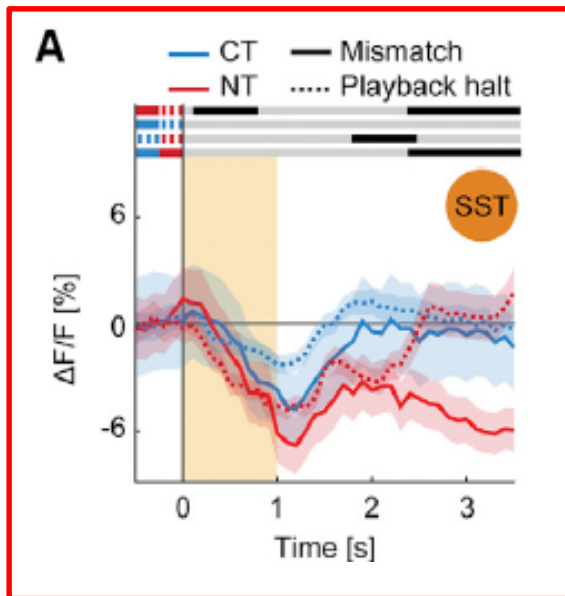 A
CT Mismatch
NT Playback halt
SST
6
0
-6
ΔF/F [%]
0 1 2 3
Time [s]